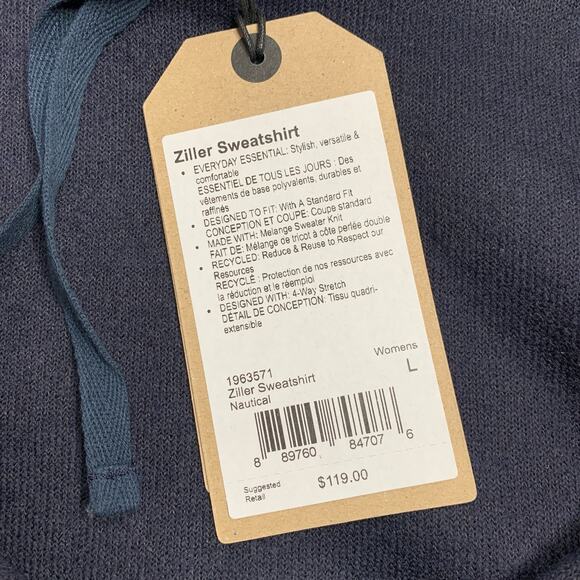 Ziller Sweatshirt
• EVERYDAY ESSENTIAL: Stylish, versatile &
comfortable
ESSENTIEL DE TOUS LES JOURS : Des
vêtements de base polyvalents, durables et
raffinés
• DESIGNED TO FIT: With A Standard Fit
CONCEPTION ET COUPE: Coupe standard
• MADE WITH: Melange Sweater Knit
FAIT DE: Mélange de tricot à côte perlée double
• RECYCLED: Reduce & Reuse to Respect our
Resources
RECYCLÉ : Protection de nos ressources avec
la réduction et le réemploi
• DESIGNED WITH: 4-Way Stretch
DÉTAIL DE CONCEPTION: Tissu quadri-
extensible
1963571
Womens
Ziller Sweatshirt
L
Nautical
8 89760 84707 6
Suggested
Retail
$119.00